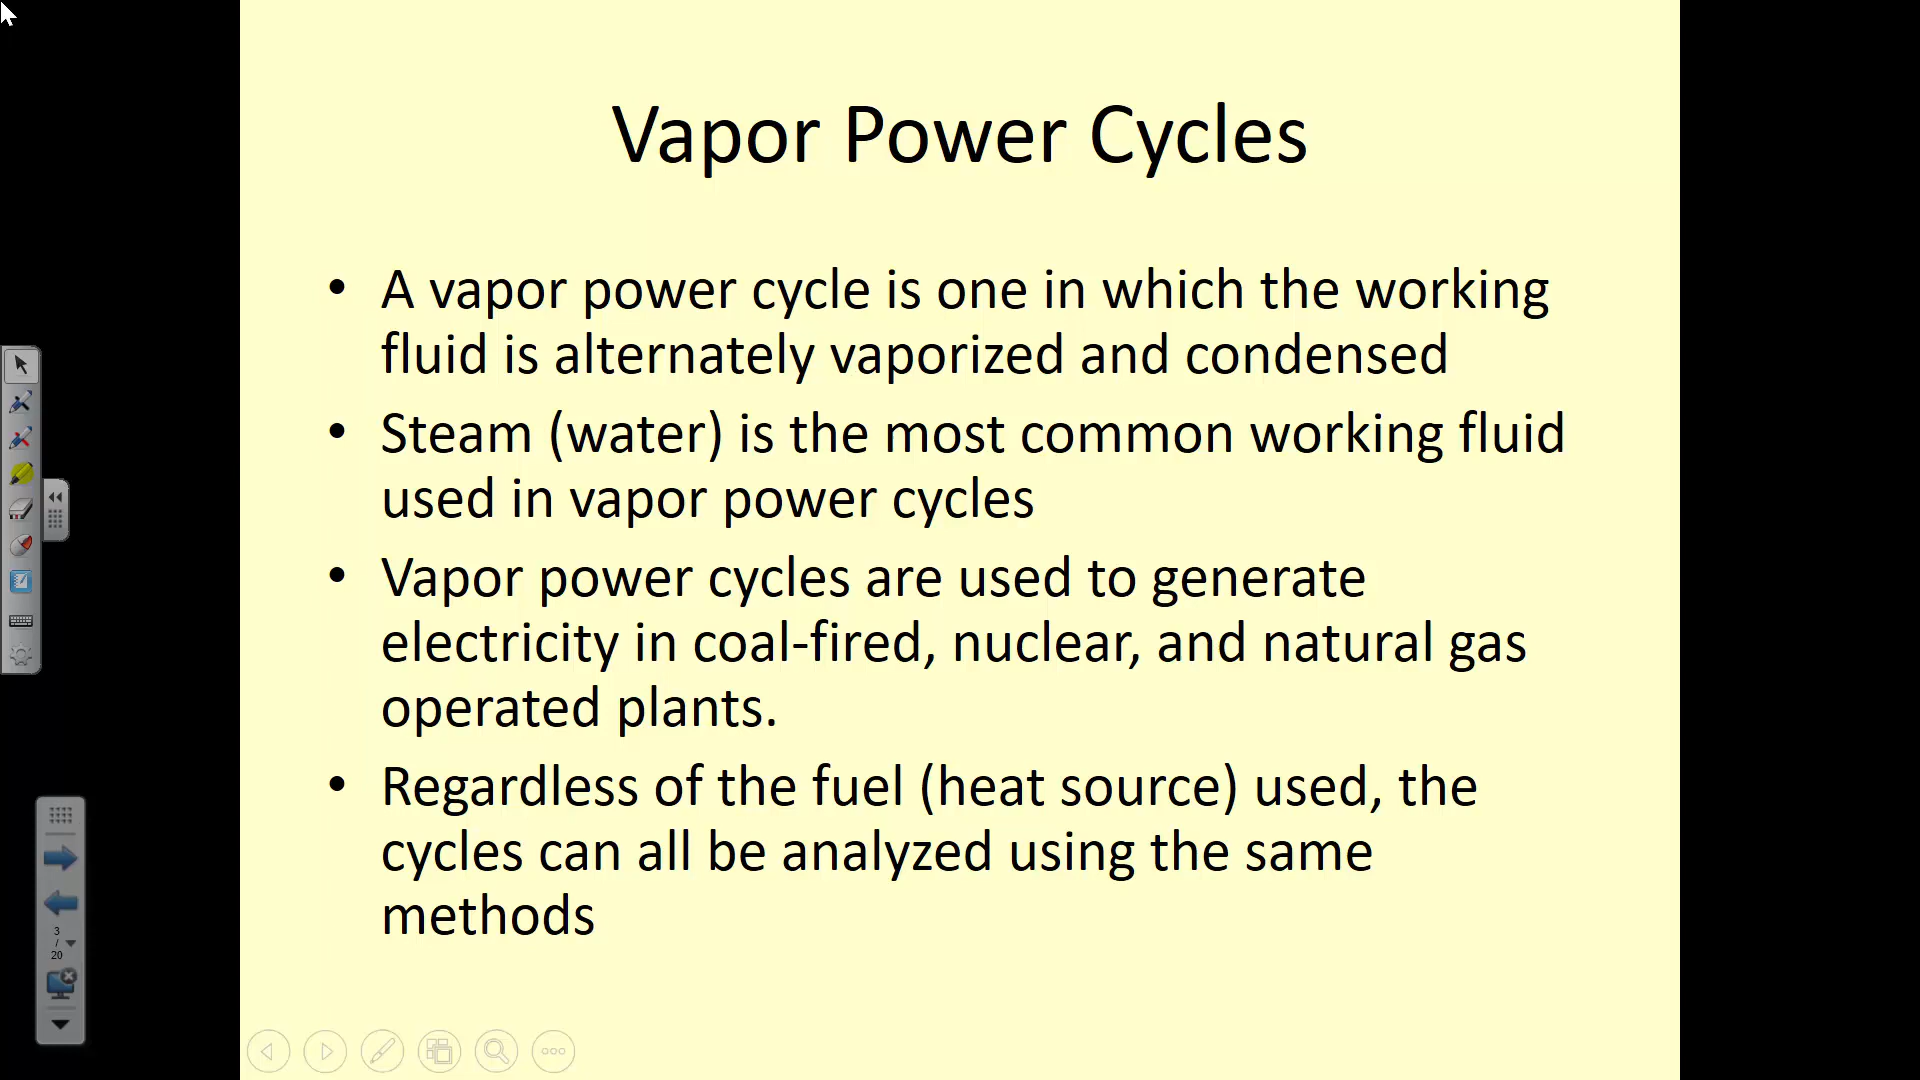 Vapor Power Cycles
• A vapor power cycle is one in which the working
fluid is alternately vaporized and condensed
• Steam (water) is the most common working fluid
used in vapor power cycles
• Vapor power cycles are used to generate
electricity in coal-fired, nuclear, and natural gas
operated plants.
• Regardless of the fuel (heat source) used, the
cycles can all be analyzed using the same
methods
3
/
20